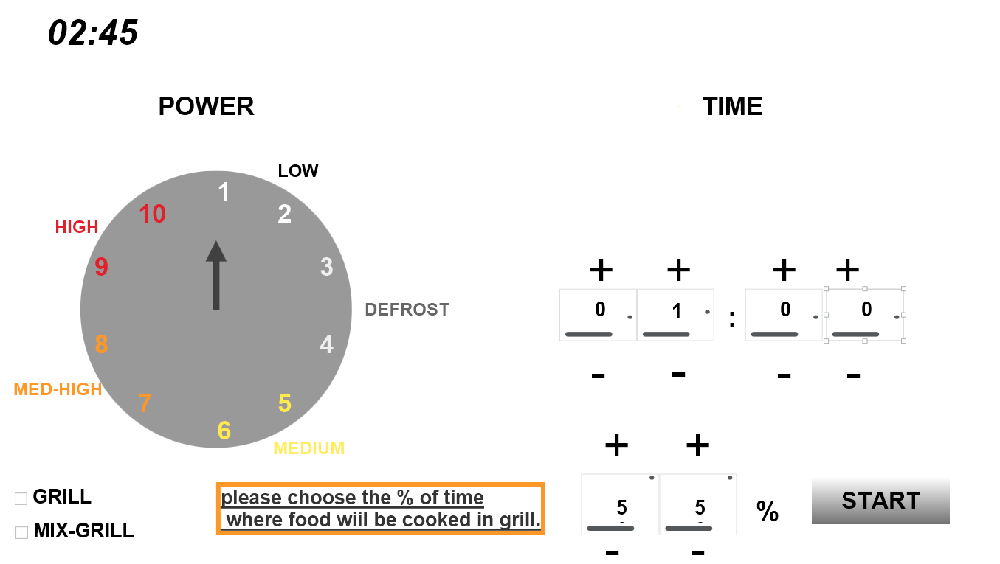 02:45
POWER
TIME
LOW
1
10
2
HIGH
9
3
DEFROST
8
4
MED-HIGH
7
5
6
MEDIUM
+ + + +
0 1 : 0 0
- - - -
+ +
GRILL
MIX-GRILL
please choose the % of time
where food wiil be cooked in grill.
5 5 %
- -
START